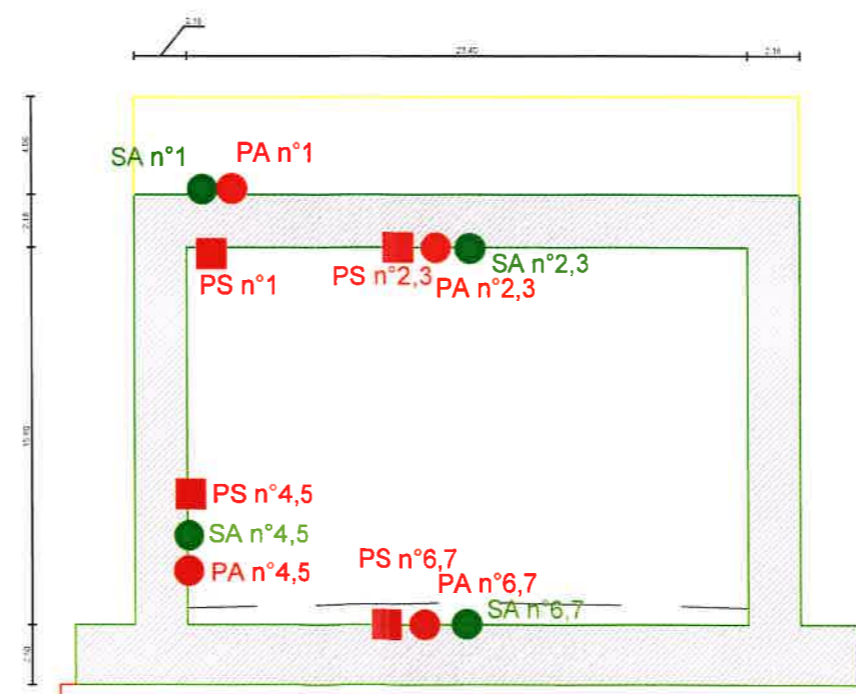 SA n°1
PA n°1
PS n°1
PS n°2,3
PA n°2,3
SA n°2,3
PS n°4,5
SA n°4,5
PA n°4,5
PS n°6,7
PA n°6,7
SA n°6,7